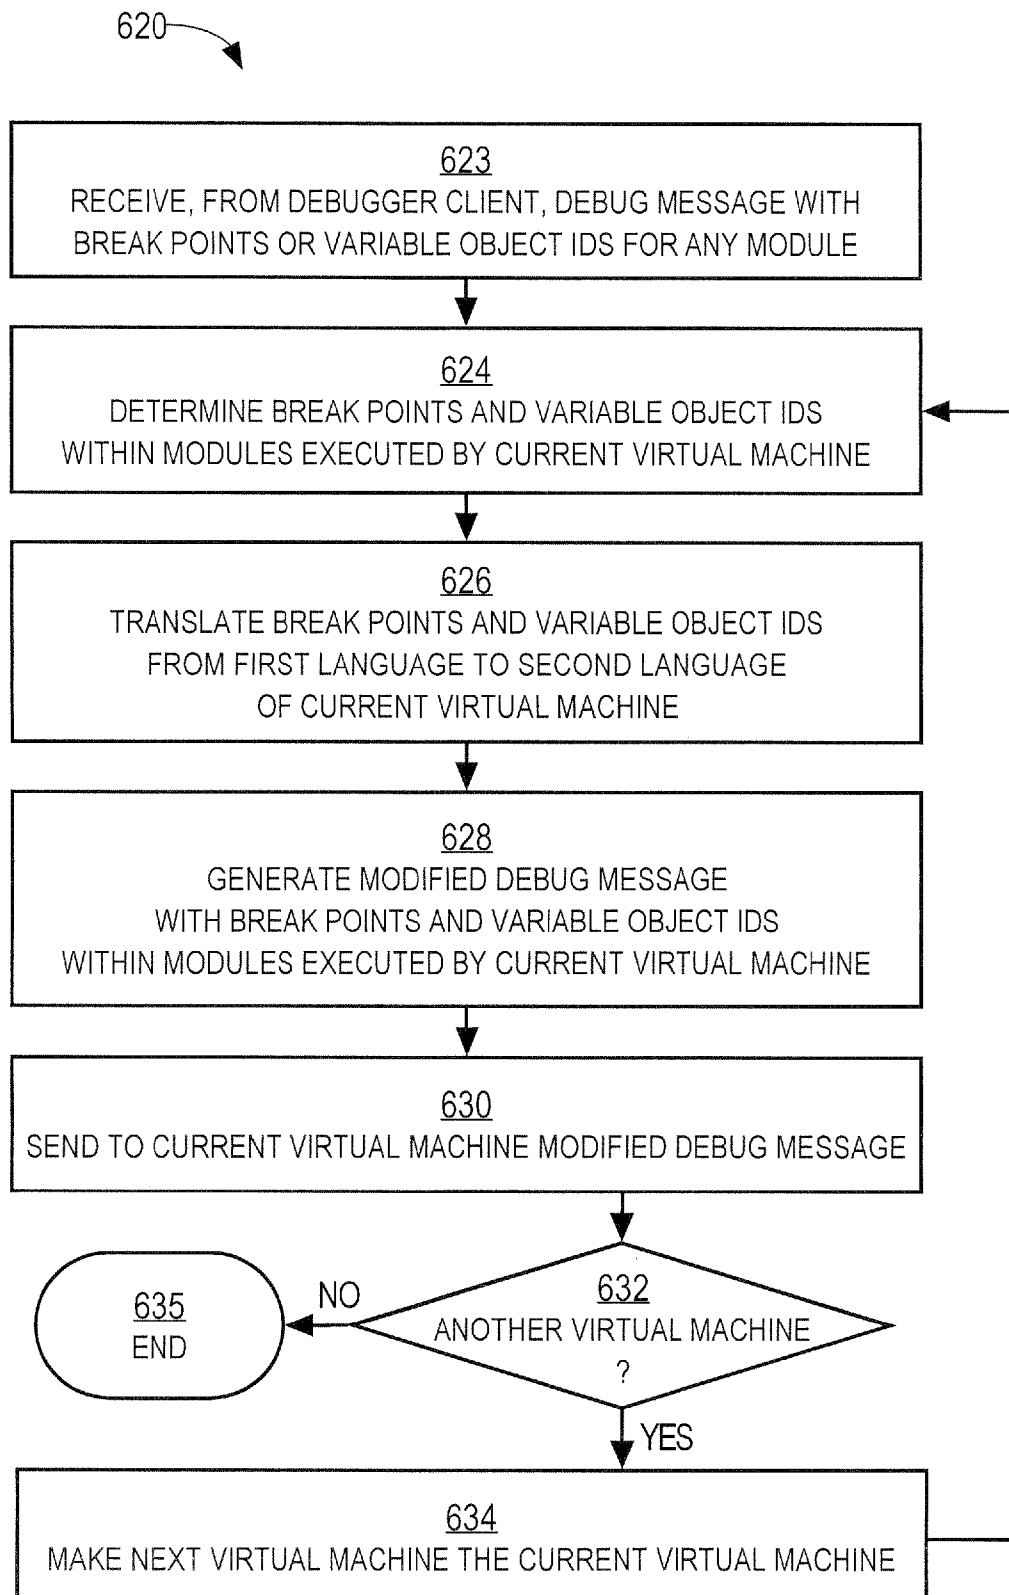 620
623
RECEIVE, FROM DEBUGGER CLIENT, DEBUG MESSAGE WITH
BREAK POINTS OR VARIABLE OBJECT IDS FOR ANY MODULE
624
DETERMINE BREAK POINTS AND VARIABLE OBJECT IDS
WITHIN MODULES EXECUTED BY CURRENT VIRTUAL MACHINE
626
TRANSLATE BREAK POINTS AND VARIABLE OBJECT IDS
FROM FIRST LANGUAGE TO SECOND LANGUAGE
OF CURRENT VIRTUAL MACHINE
628
GENERATE MODIFIED DEBUG MESSAGE
WITH BREAK POINTS AND VARIABLE OBJECT IDS
WITHIN MODULES EXECUTED BY CURRENT VIRTUAL MACHINE
630
SEND TO CURRENT VIRTUAL MACHINE MODIFIED DEBUG MESSAGE
632
ANOTHER VIRTUAL MACHINE
?
NO
635
END
YES
634
MAKE NEXT VIRTUAL MACHINE THE CURRENT VIRTUAL MACHINE